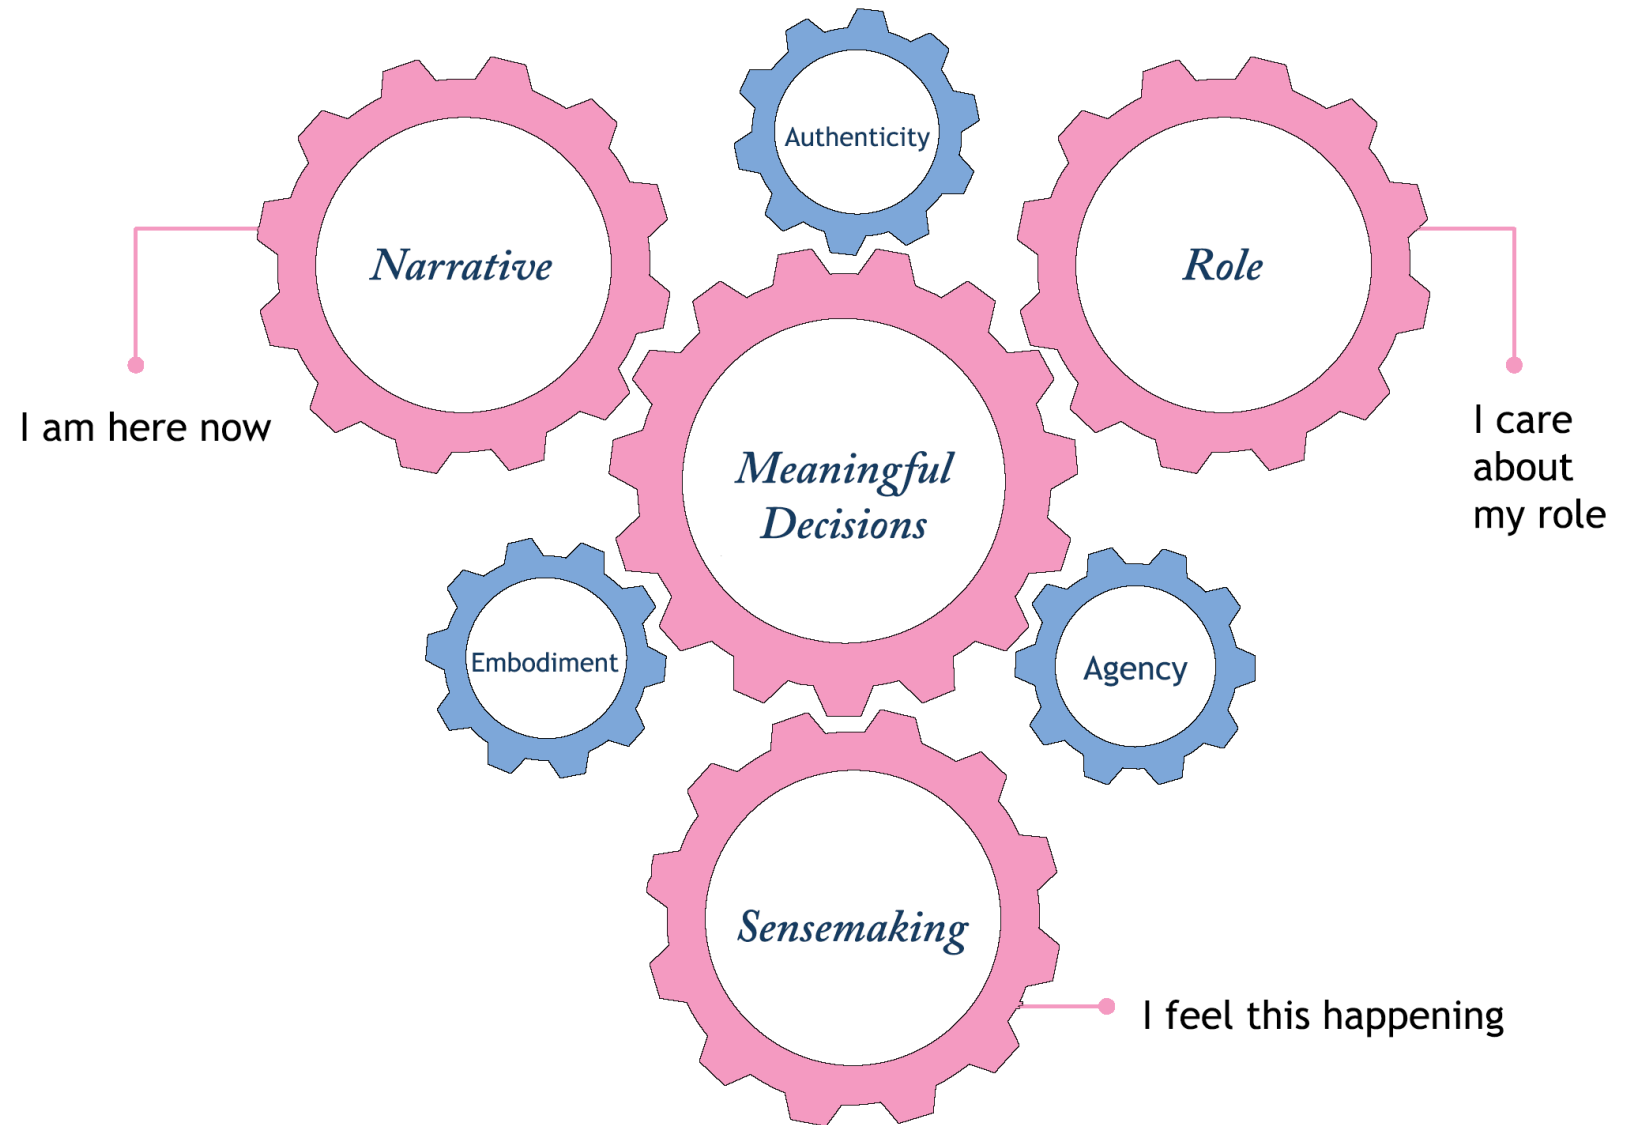 Authenticity
Narrative
Role
I am here now
I care
about
my role
Meaningful
Decisions
Embodiment
Agency
Sensemaking
I feel this happening